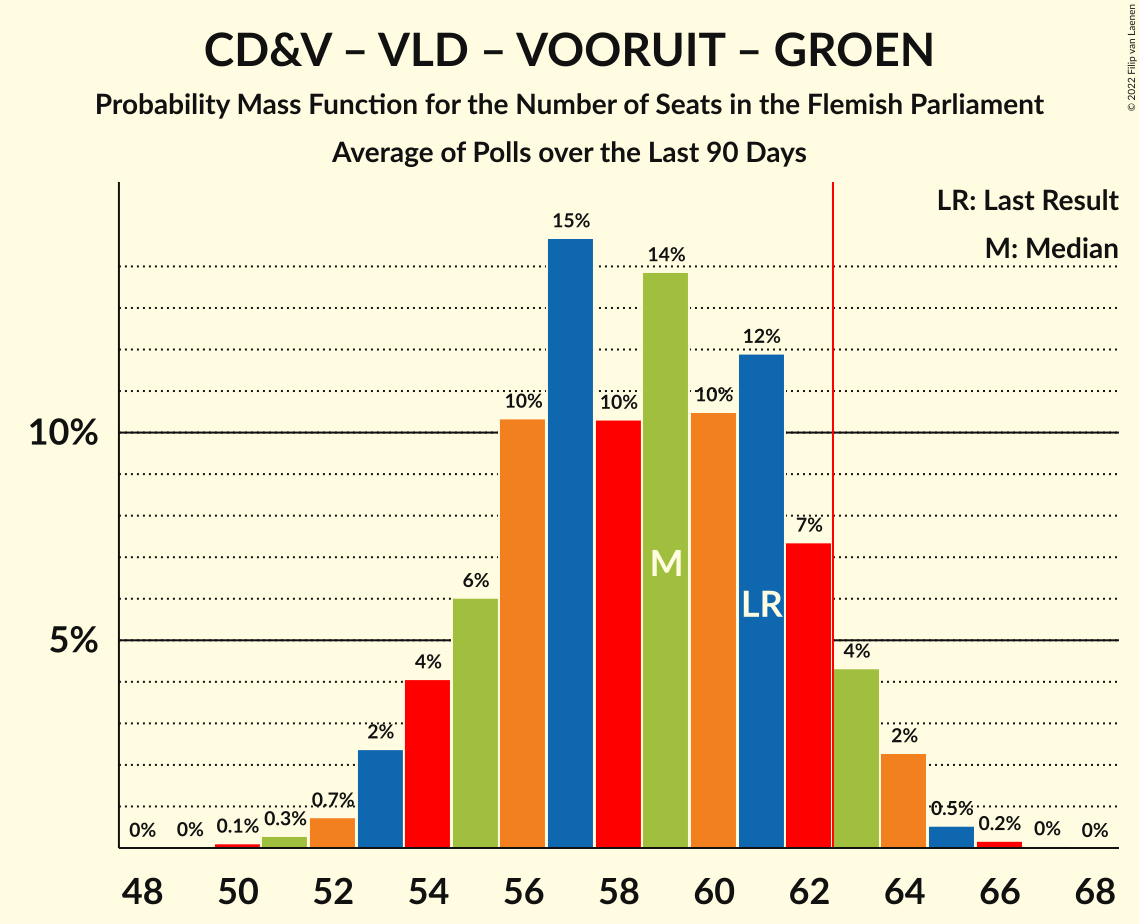 CD&V – VLD – VOORUIT – GROEN
Probability Mass Function for the Number of Seats in the Flemish Parliament
Average of Polls over the Last 90 Days
© 2022 Filip van Laenen
LR: Last Result
M: Median
15%
14%
12%
10%
10%
10%
10%
7%
6%
5%
4%
4%
2%
2%
0.7%
0.5%
0.3%
0.2%
0.1%
0%
0%
0%
0%
M
LR
48 50 52 54 56 58 60 62 64 66 68